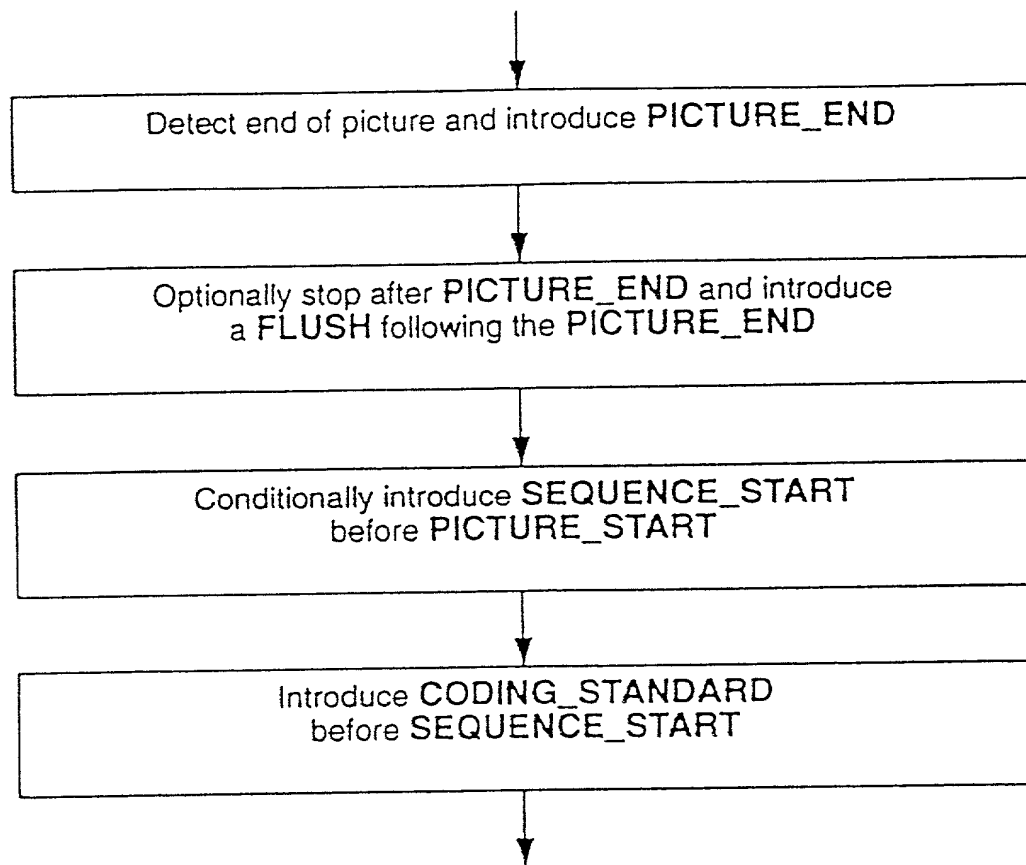 Detect end of picture and introduce PICTURE_END
Optionally stop after PICTURE_END and introduce
a FLUSH following the PICTURE_END
Conditionally introduce SEQUENCE_START
before PICTURE_START
Introduce CODING_STANDARD
before SEQUENCE_START